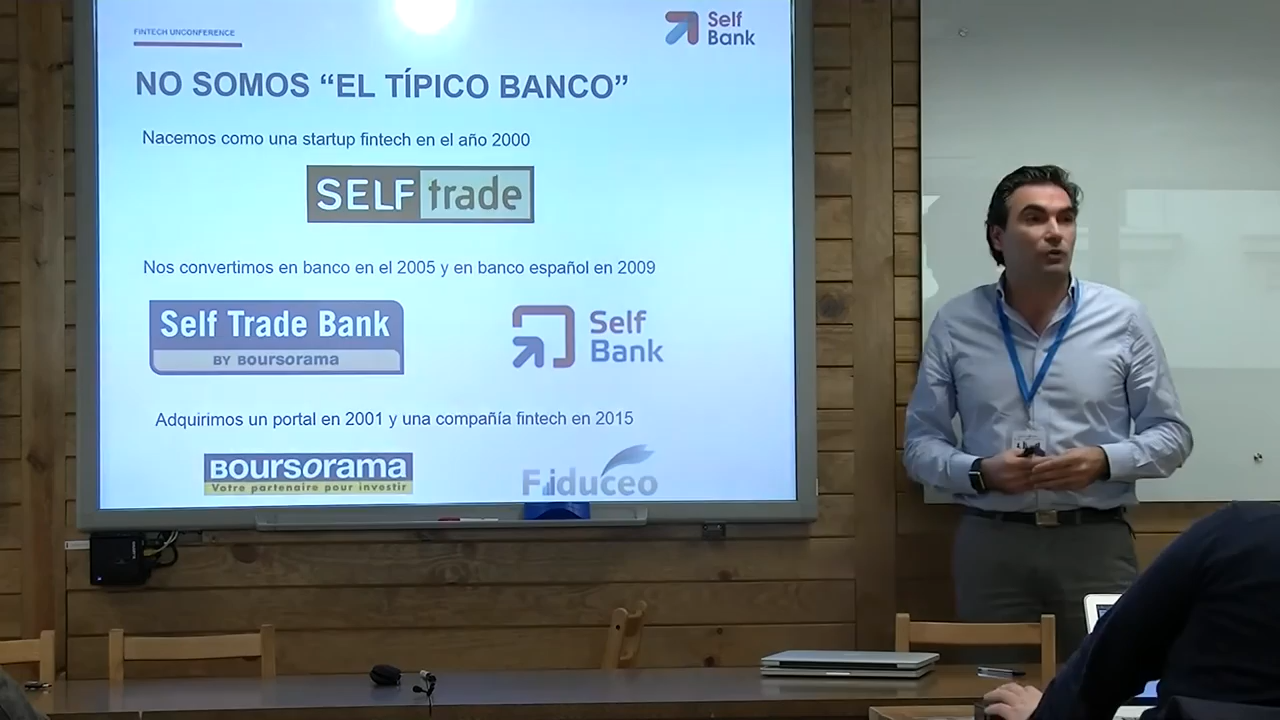 FINTECH UNCONFERENCE
Self Bank
NO SOMOS “EL TÍPICO BANCO”
Nacemos como una startup fintech en el año 2000
SELF trade
Nos convertimos en banco en el 2005 y en banco español en 2009
Self Trade Bank
BY BOURSORAMA
Self Bank
Adquirimos un portal en 2001 y una compañía fintech en 2015
BOURSORAMA
Votre partenaire pour investir
Fiduceo